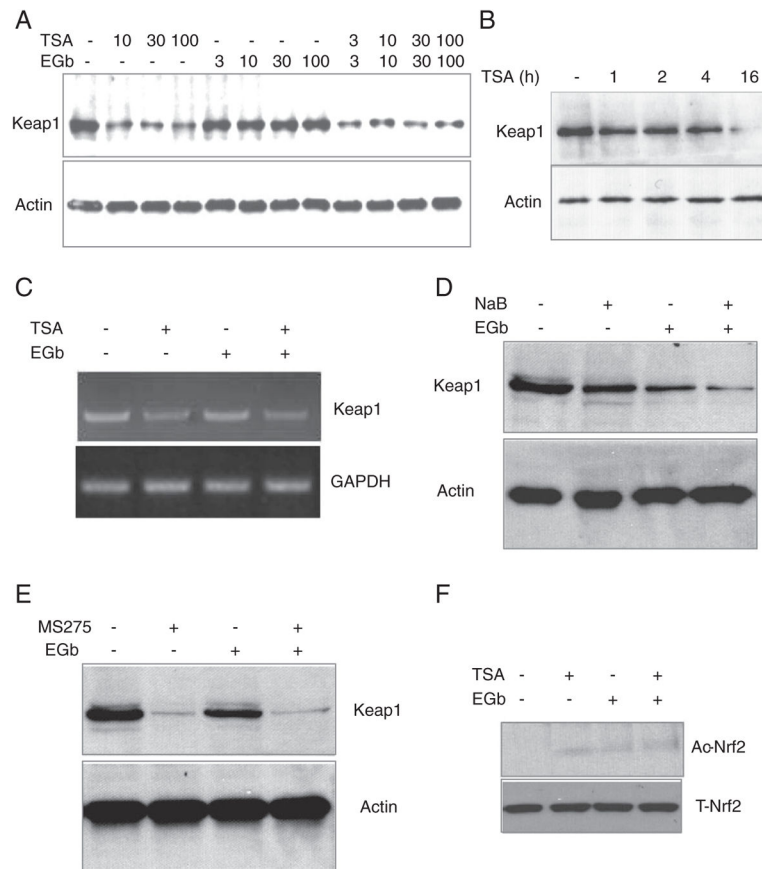 A
TSA - 10 30 100 - - - - 3 10 30 100
EGb - - - - 3 10 30 100 3 10 30 100
Keap1
Actin
B
TSA (h) - 1 2 4 16
Keap1
Actin
C
TSA - + - +
EGb - - + +
Keap1
GAPDH
D
NaB - + - +
EGb - - + +
Keap1
Actin
E
MS275 - + - +
EGb - - + +
Keap1
Actin
F
TSA - + - +
EGb - - + +
Ac-Nrf2
T-Nrf2